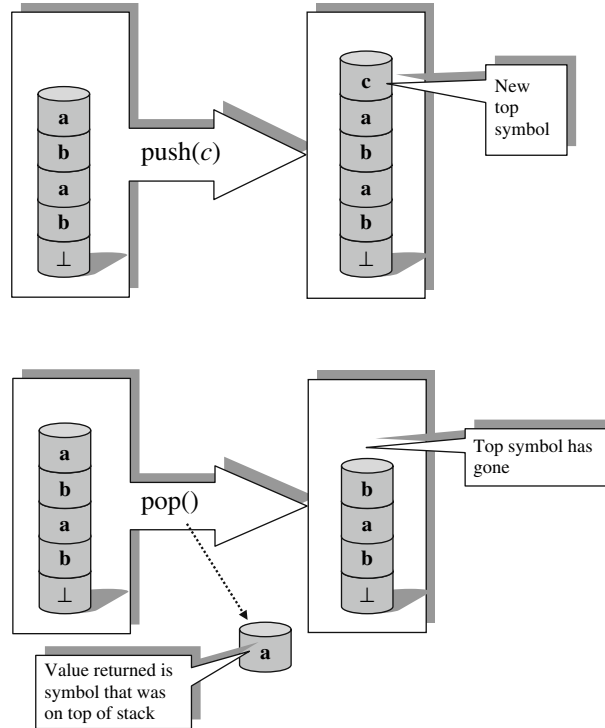 a
b
a
b
⊥
push(c)
c
a
b
a
b
⊥
New
top
symbol
a
b
a
b
⊥
pop()
a
Value returned is
symbol that was
on top of stack
b
a
b
⊥
Top symbol has
gone